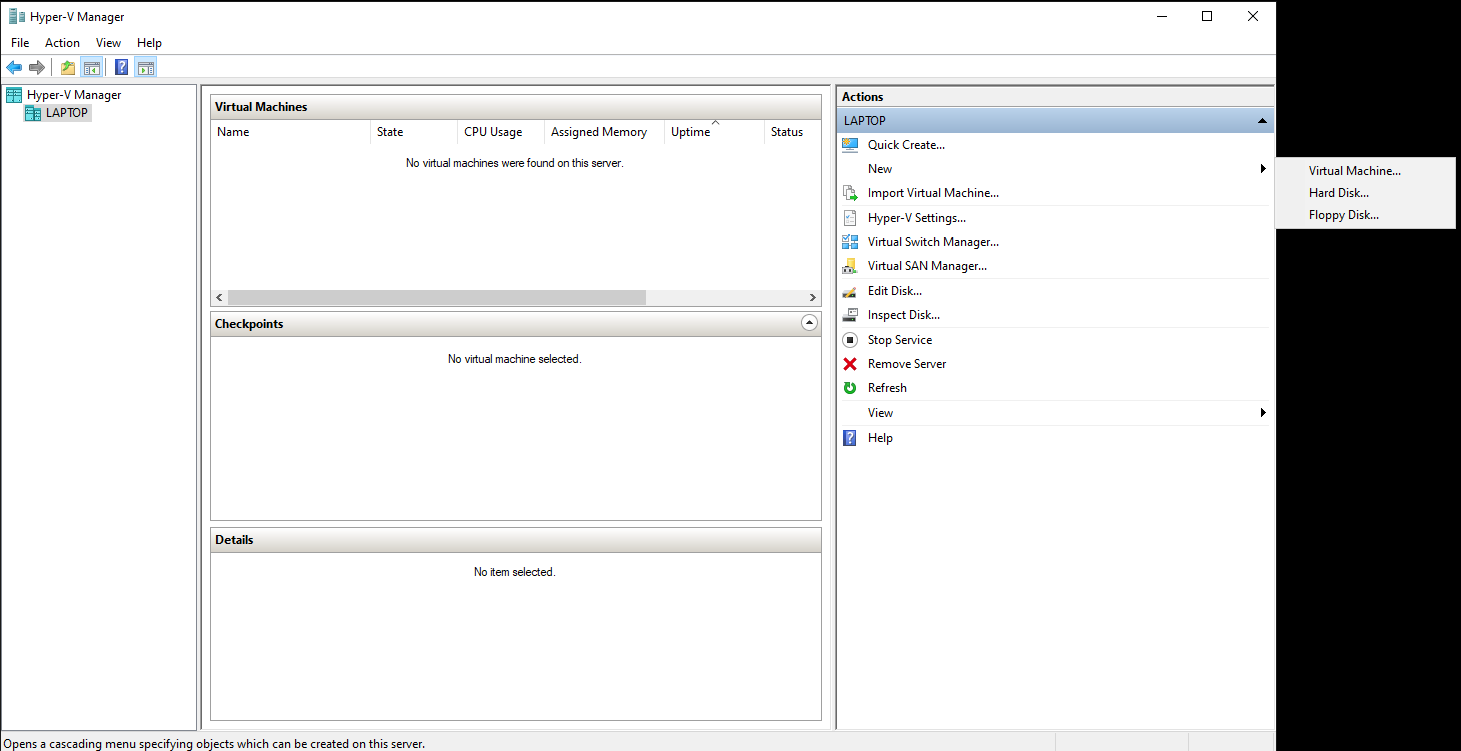 Hyper-V Manager
File Action View Help
Hyper-V Manager
LAPTOP
Virtual Machines
Name State CPU Usage Assigned Memory Uptime Status
No virtual machines were found on this server.
Checkpoints
No virtual machine selected.
Details
No item selected.
Actions
LAPTOP
Quick Create...
New
Import Virtual Machine...
Hyper-V Settings...
Virtual Switch Manager...
Virtual SAN Manager...
Edit Disk...
Inspect Disk...
Stop Service
Remove Server
Refresh
View
Help
Virtual Machine...
Hard Disk...
Floppy Disk...
Opens a cascading menu specifying objects which can be created on this server.